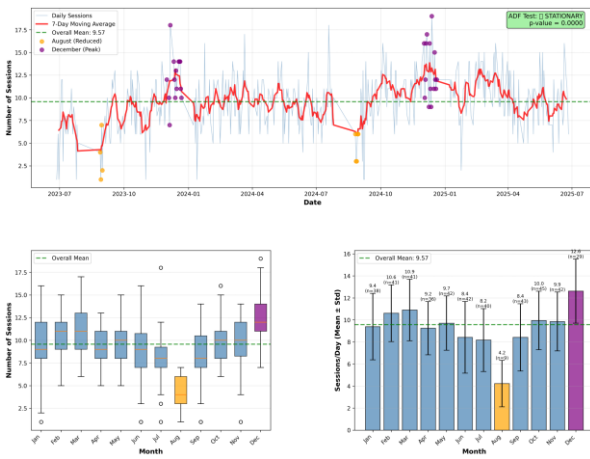 Daily Sessions
7-Day Moving Average
Overall Mean: 9.57
August (Reduced)
December (Peak)
ADF Test: ▯ STATIONARY
p-value = 0.0000
Number of Sessions
17.5
15.0
12.5
10.0
7.5
5.0
2.5
2023-07
2023-10
2024-01
2024-04
2024-07
2024-10
2025-01
2025-04
2025-07
Date
Overall Mean
Number of Sessions
17.5
15.0
12.5
10.0
7.5
5.0
2.5
Jan
Feb
Mar
Apr
May
Jun
Jul
Aug
Sep
Oct
Nov
Dec
Month
Overall Mean: 9.57
Sessions/Day (Mean ± Std)
16
14
12
10
8
6
4
2
0
9.4
10.6
10.9
9.2
9.7
8.4
8.2
4.2
8.4
10.0
9.9
12.6
Jan
Feb
Mar
Apr
May
Jun
Jul
Aug
Sep
Oct
Nov
Dec
Month